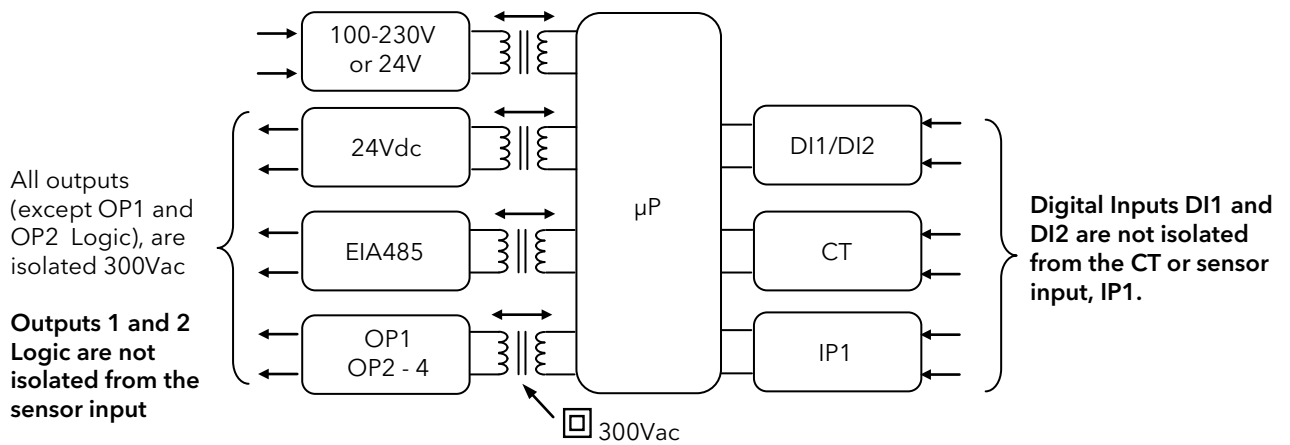 100-230V
or 24V
24Vdc
EIA485
OP1
OP2 - 4
All outputs
(except OP1 and
OP2 Logic), are
isolated 300Vac
Outputs 1 and 2
Logic are not
isolated from the
sensor input
300Vac
µP
DI1/DI2
CT
IP1
Digital Inputs DI1 and
DI2 are not isolated
from the CT or sensor
input, IP1.